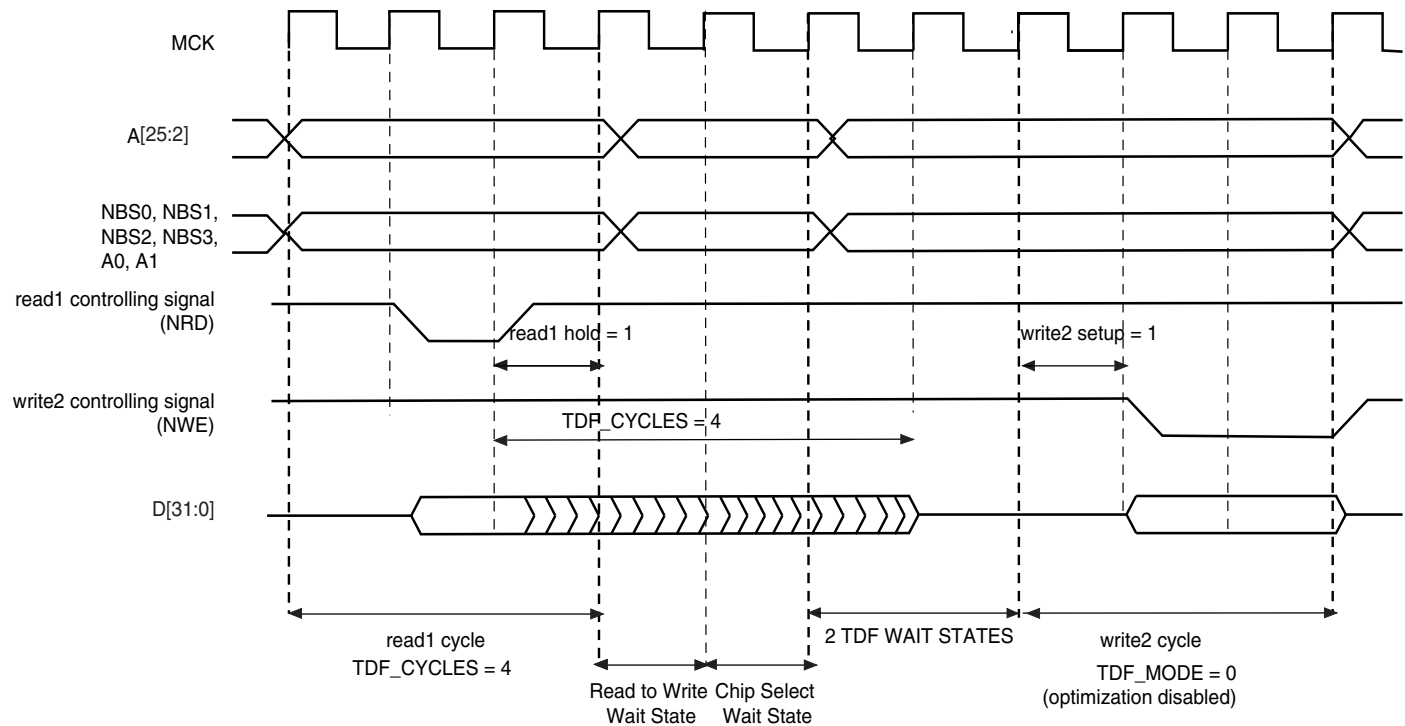 MCK
A[25:2]
NBS0, NBS1,
NBS2, NBS3,
A0, A1
read1 controlling signal
(NRD)
read1 hold = 1
write2 setup = 1
write2 controlling signal
(NWE)
TDF_CYCLES = 4
D[31:0]
read1 cycle
TDF_CYCLES = 4
2 TDF WAIT STATES
write2 cycle
TDF_MODE = 0
(optimization disabled)
Read to Write
Wait State
Chip Select
Wait State